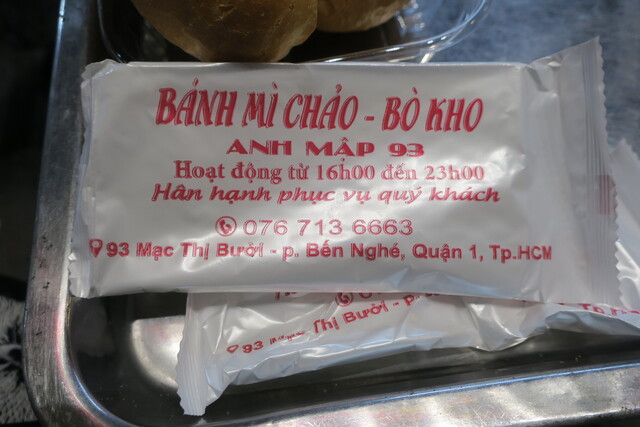 BÁNH MÌ CHẢO - BÒ KHO
ANH MẬP 93
Hoạt động từ 16h00 đến 23h00
Hân hạnh phục vụ quý khách
076 713 6663
93 Mạc Thị Bưởi - p. Bến Nghé, Quận 1, Tp.HCM
93 Mạc Thị Bưởi - P.